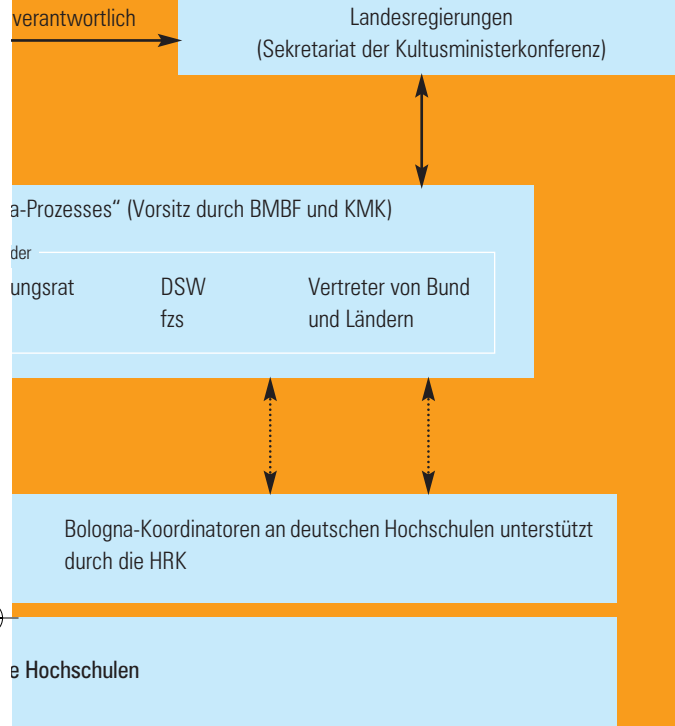 verantwortlich
Landesregierungen
(Sekretariat der Kultusministerkonferenz)
a-Prozesses“ (Vorsitz durch BMBF und KMK)
der
ungsrat DSW Vertreter von Bund
fzs und Ländern
Bologna-Koordinatoren an deutschen Hochschulen unterstützt
durch die HRK
e Hochschulen